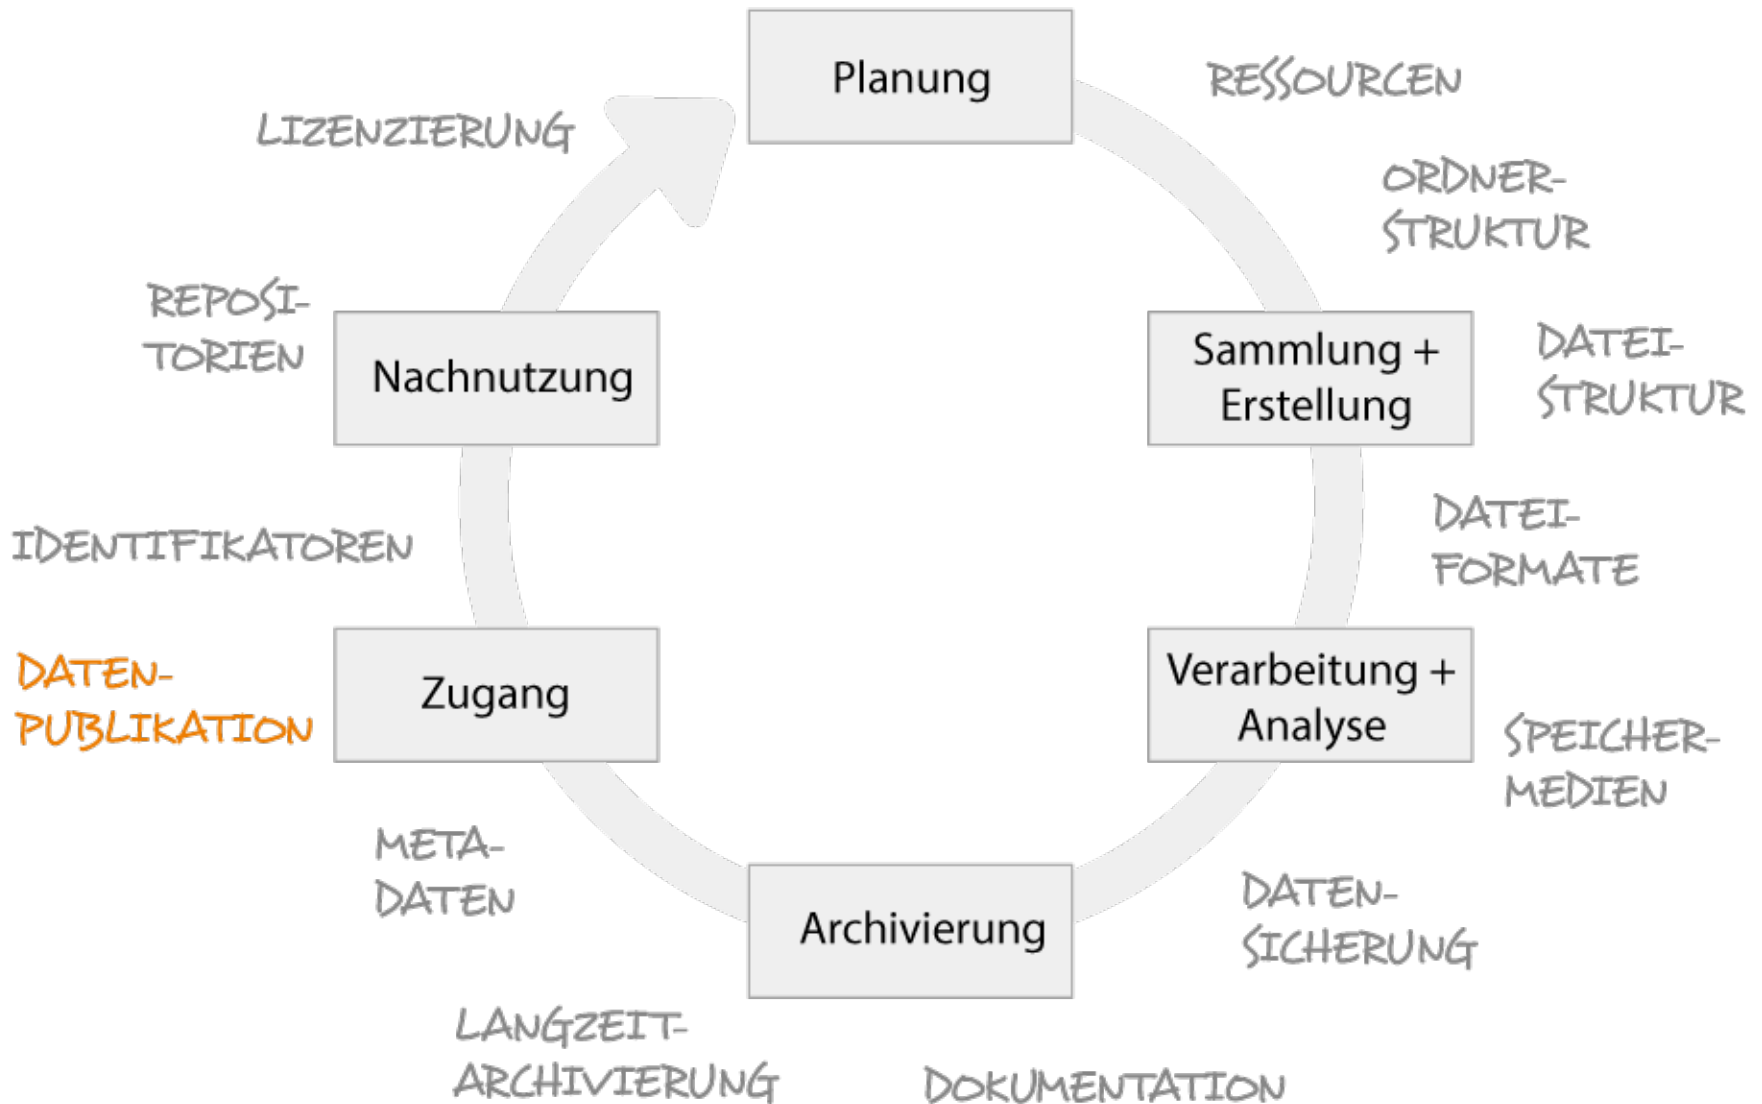 Planung
RESSOURCEN
LIZENZIERUNG
ORDNER-
STRUKTUR
REPOSI-
TORIEN
Nachnutzung
Sammlung +
Erstellung
DATEI-
STRUKTUR
IDENTIFIKATOREN
DATEI-
FORMATE
DATEN-
PUBLIKATION
Zugang
Verarbeitung +
Analyse
SPEICHER-
MEDIEN
META-
DATEN
Archivierung
DATEN-
SICHERUNG
LANGZEIT-
ARCHIVIERUNG
DOKUMENTATION